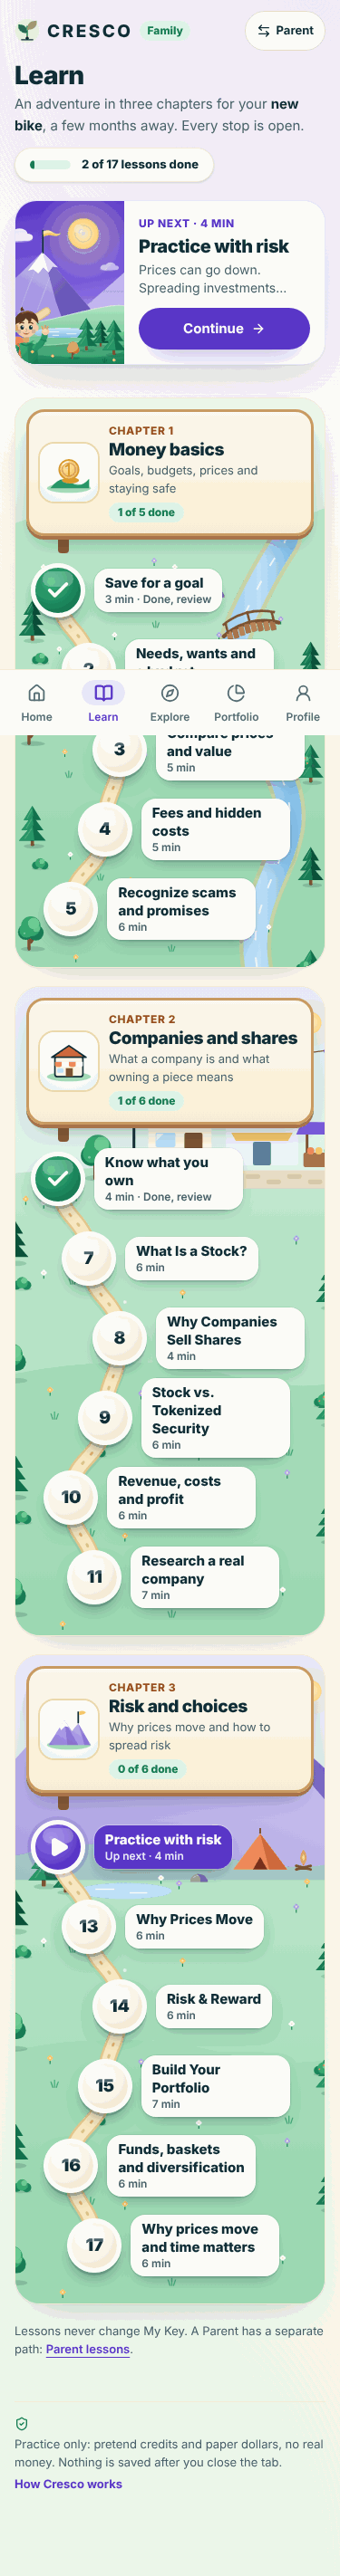 CRESCO
Family
Parent
Learn
An adventure in three chapters for your new
bike, a few months away. Every stop is open.
2 of 17 lessons done
UP NEXT · 4 MIN
Practice with risk
Prices can go down.
Spreading investments...
Continue
CHAPTER 1
Money basics
Goals, budgets, prices and
staying safe
1 of 5 done
Save for a goal
3 min · Done, review
Needs, wants and
Home
Learn
Explore
Portfolio
Profile
3
Compare prices
and value
5 min
4
Fees and hidden
costs
5 min
5
Recognize scams
and promises
6 min
CHAPTER 2
Companies and shares
What a company is and what
owning a piece means
1 of 6 done
Know what you
own
4 min · Done, review
7
What Is a Stock?
6 min
8
Why Companies
Sell Shares
4 min
9
Stock vs.
Tokenized
Security
6 min
10
Revenue, costs
and profit
6 min
11
Research a real
company
7 min
CHAPTER 3
Risk and choices
Why prices move and how to
spread risk
0 of 6 done
Practice with risk
Up next · 4 min
13
Why Prices Move
6 min
14
Risk & Reward
6 min
15
Build Your
Portfolio
7 min
16
Funds, baskets
and diversification
6 min
17
Why prices move
and time matters
6 min
Lessons never change My Key. A Parent has a separate
path: Parent lessons.
Practice only: pretend credits and paper dollars, no real
money. Nothing is saved after you close the tab.
How Cresco works